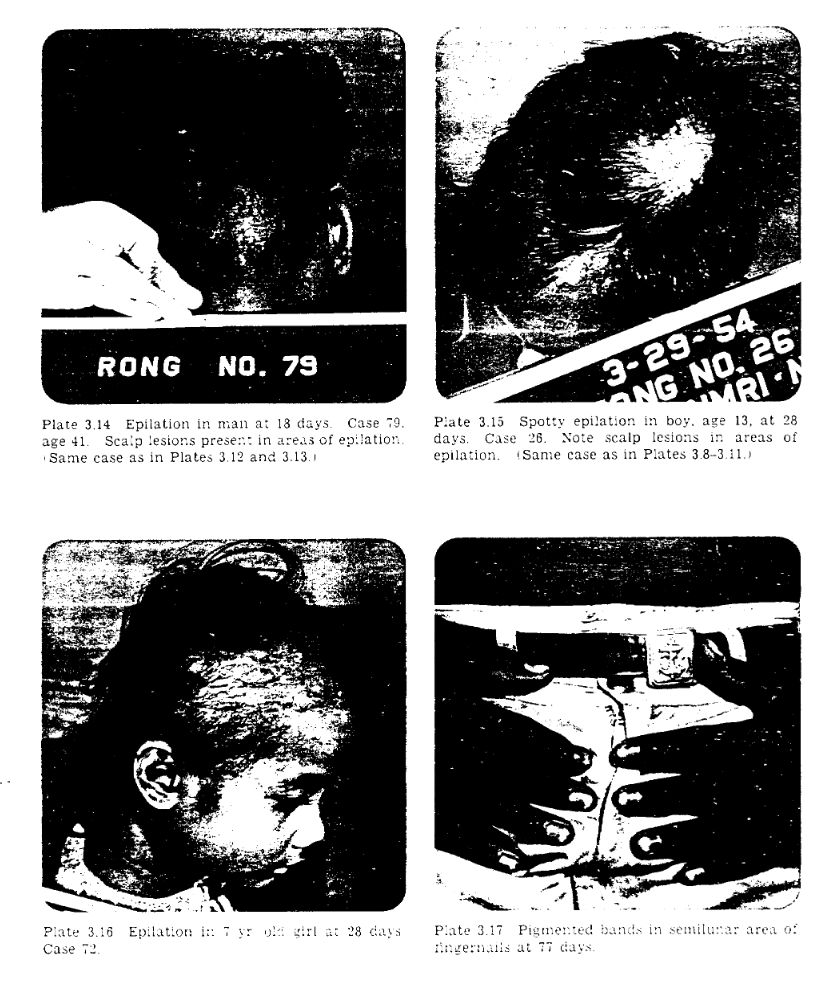 RONG NO. 79
3-29-54
ONG NO. 26
NMRI-N
Plate 3.14 Epilation in man at 18 days. Case 79,
age 41. Scalp lesions present in areas of epilation.
(Same case as in Plates 3.12 and 3.13.)
Plate 3.15 Spotty epilation in boy, age 13, at 28
days. Case 26. Note scalp lesions in areas of
epilation. (Same case as in Plates 3.8–3.11.)
Plate 3.16 Epilation in 7 yr old girl at 28 days
Case 72.
Plate 3.17 Pigmented bands in semilunar area of
fingernails at 77 days.